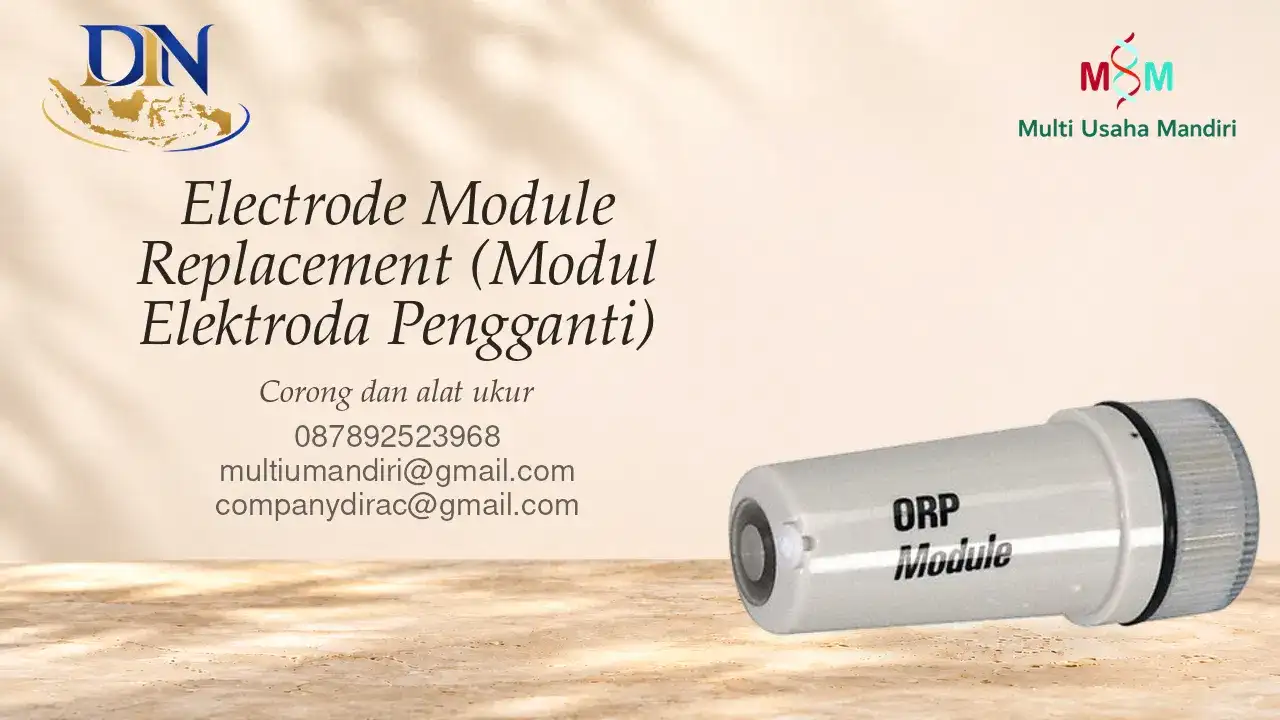 DIN
MSM
Multi Usaha Mandiri
Electrode Module
Replacement (Modul
Elektroda Pengganti)
Corong dan alat ukur
087892523968
multiumandiri@gmail.com
companydirac@gmail.com
ORP
Module